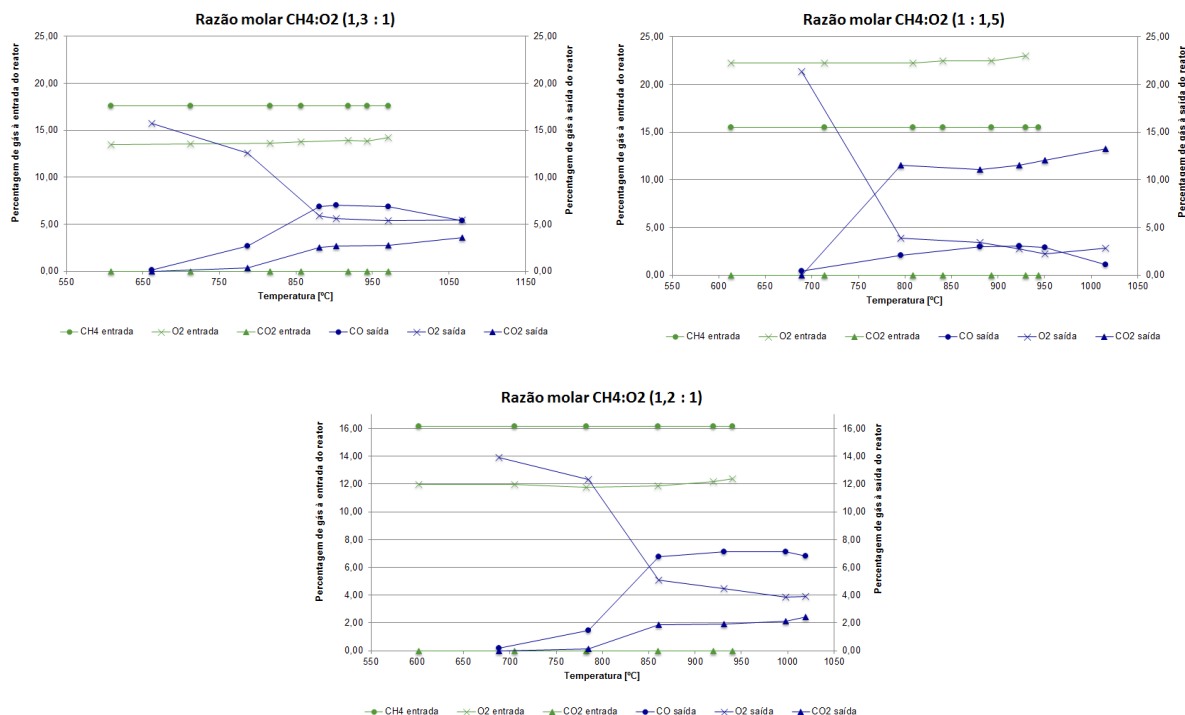 Razão molar CH4:O2 (1,3 : 1)
Percentagem de gás à entrada do reator
25,00
20,00
15,00
10,00
5,00
0,00
25,00
20,00
15,00
10,00
5,00
0,00
Percentagem de gás à saída do reator
550 650 750 850 950 1050 1150
Temperatura [ºC]
CH4 entrada O2 entrada CO2 entrada CO saída O2 saída CO2 saída
Razão molar CH4:O2 (1 : 1,5)
Percentagem de gás à entrada do reator
25,00
20,00
15,00
10,00
5,00
0,00
25,00
20,00
15,00
10,00
5,00
0,00
Percentagem de gás à saída do reator
550 600 650 700 750 800 850 900 950 1000 1050
Temperatura [ºC]
CH4 entrada O2 entrada CO2 entrada CO saída O2 saída CO2 saída
Razão molar CH4:O2 (1,2 : 1)
Percentagem de gás à entrada do reator
16,00
14,00
12,00
10,00
8,00
6,00
4,00
2,00
0,00
16,00
14,00
12,00
10,00
8,00
6,00
4,00
2,00
0,00
Percentagem de gás à saída do reator
550 600 650 700 750 800 850 900 950 1000 1050
Temperatura [ºC]
CH4 entrada O2 entrada CO2 entrada CO saída O2 saída CO2 saída